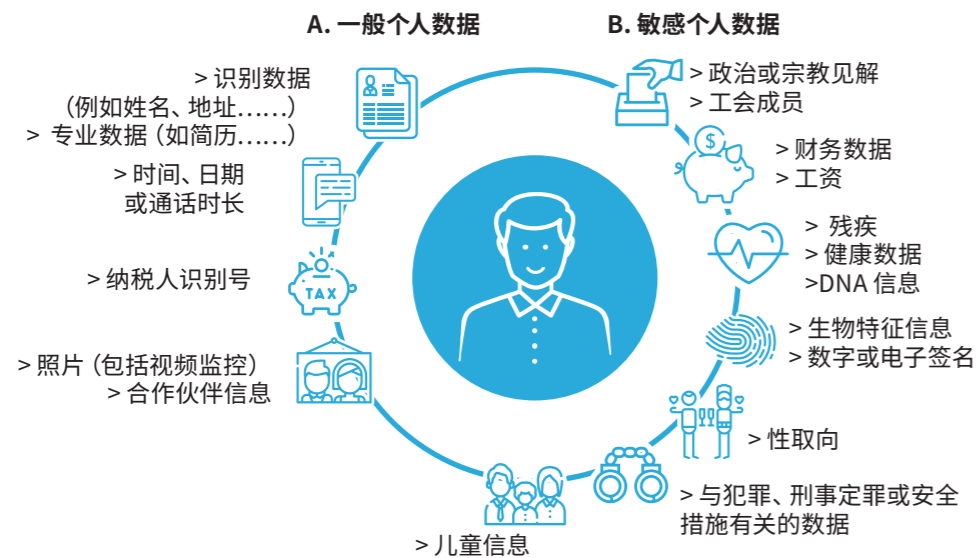 A. 一般个人数据
> 识别数据
（例如姓名、地址……）
> 专业数据（如简历……）
> 时间、日期
或通话时长
> 纳税人识别号
TAX
> 照片（包括视频监控）
> 合作伙伴信息
> 儿童信息
B. 敏感个人数据
> 政治或宗教见解
> 工会成员
$
> 财务数据
> 工资
> 残疾
> 健康数据
>DNA 信息
> 生物特征信息
> 数字或电子签名
> 性取向
> 与犯罪、刑事定罪或安全
措施有关的数据